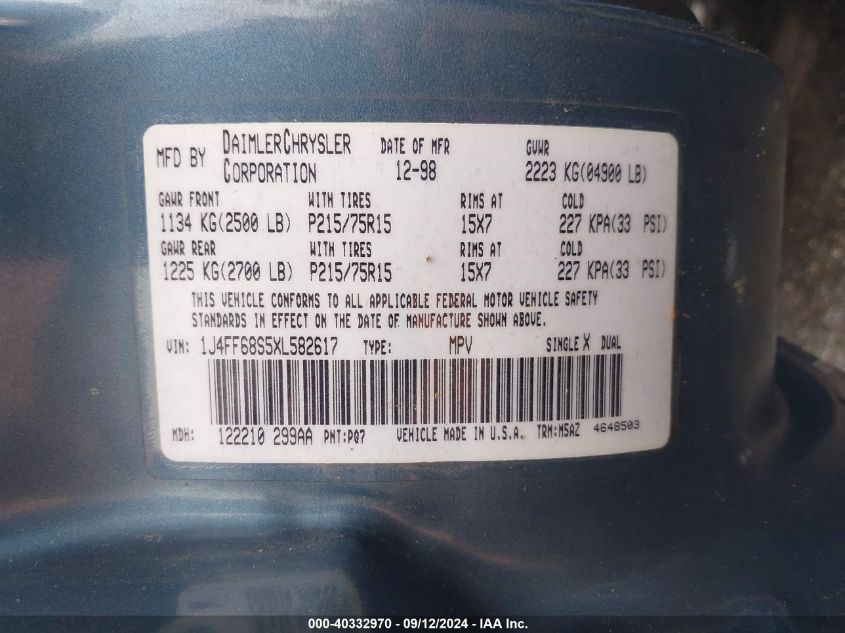 MFD BY DAIMLERCHRYSLER CORPORATION DATE OF MFR 12-98 GVWR 2223 KG(04900 LB)
GAWR FRONT WITH TIRES RIMS AT COLD
1134 KG(2500 LB) P215/75R15 15X7 227 KPA(33 PSI)
GAWR REAR WITH TIRES RIMS AT COLD
1225 KG(2700 LB) P215/75R15 15X7 227 KPA(33 PSI)
THIS VEHICLE CONFORMS TO ALL APPLICABLE FEDERAL MOTOR VEHICLE SAFETY
STANDARDS IN EFFECT ON THE DATE OF MANUFACTURE SHOWN ABOVE.
VIN: 1J4FF68S5XL582617 TYPE: MPV SINGLE X DUAL
MDH: 122210 299AA PNT:PQ7 VEHICLE MADE IN U.S.A. TRM:M5AZ 4648503
000-40332970 - 09/12/2024 - IAA Inc.